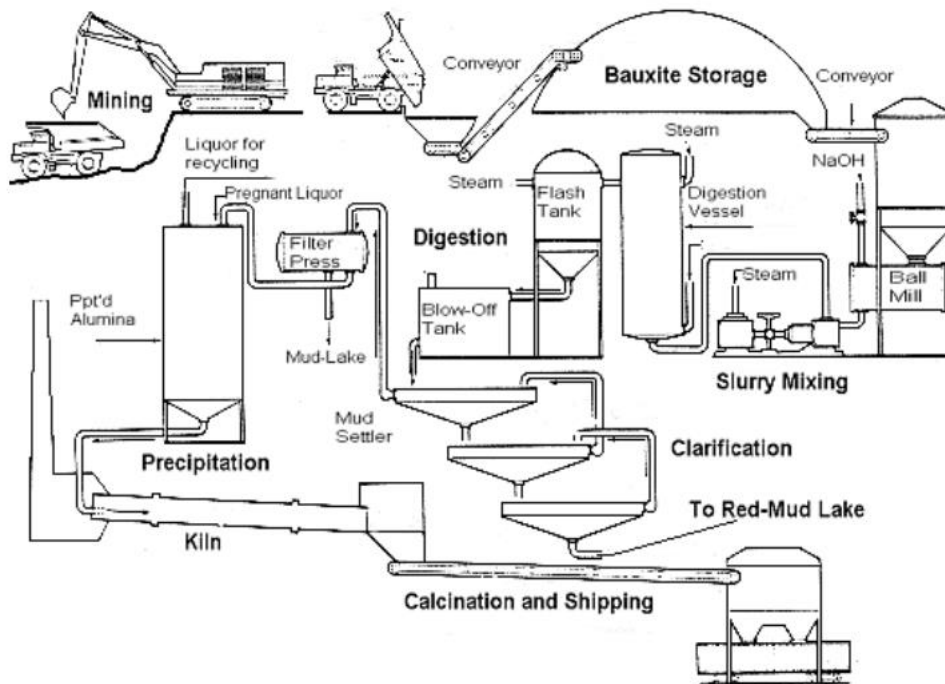 Mining
Conveyor
Bauxite Storage
Conveyor
Liquor for
recycling
Steam
NaOH
Pregnant Liquor
Steam
Flash
Tank
Digestion
Vessel
Digestion
Filter
Press
Steam
Ball
Mill
Ppt'd
Alumina
Blow-Off
Tank
Mud-Lake
Slurry Mixing
Mud
Settler
Clarification
Precipitation
To Red-Mud Lake
Kiln
Calcination and Shipping